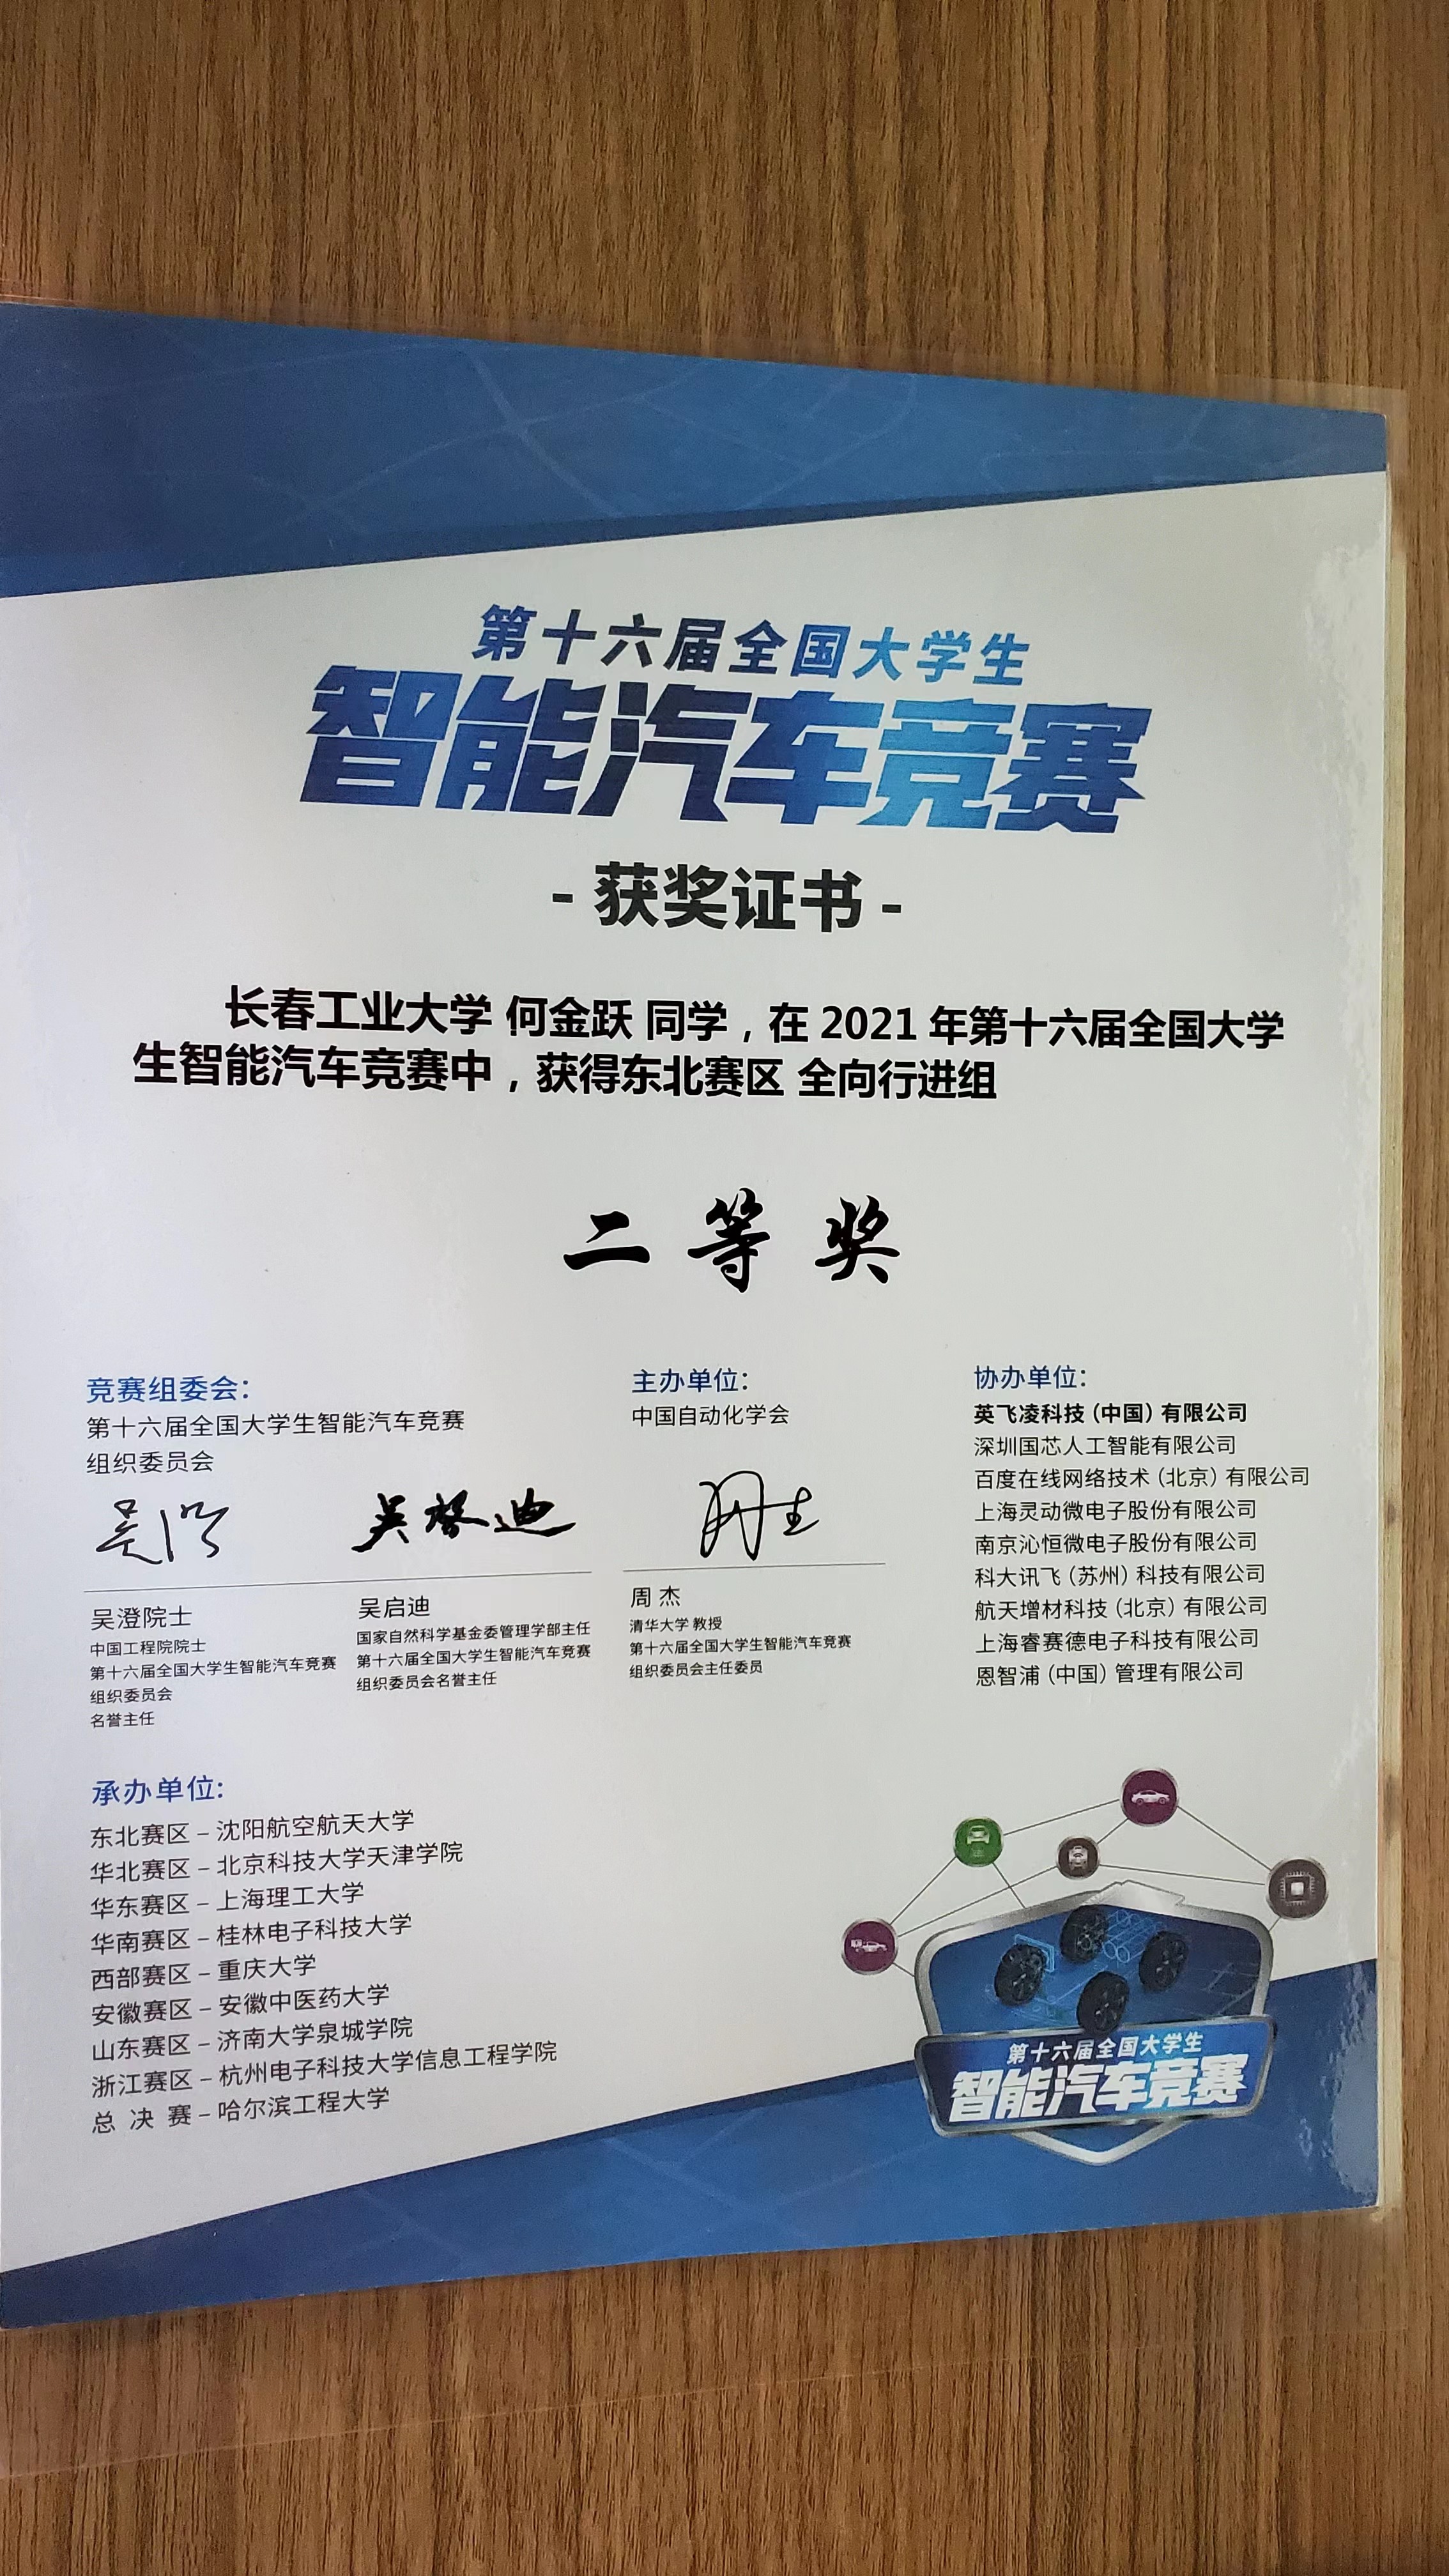 第十六届全国大学生
智能汽车竞赛
- 获奖证书 -
长春工业大学 何金跃 同学，在 2021 年第十六届全国大学
生智能汽车竞赛中，获得东北赛区 全向行进组
二等奖
竞赛组委会：
第十六届全国大学生智能汽车竞赛
组织委员会
吴澄
吴启迪
吴澄院士
中国工程院院士
第十六届全国大学生智能汽车竞赛
组织委员会
名誉主任
吴启迪
国家自然科学基金委管理学部主任
第十六届全国大学生智能汽车竞赛
组织委员会名誉主任
主办单位：
中国自动化学会
周杰
清华大学 教授
第十六届全国大学生智能汽车竞赛
组织委员会主任委员
协办单位：
英飞凌科技（中国）有限公司
深圳国芯人工智能有限公司
百度在线网络技术（北京）有限公司
上海灵动微电子股份有限公司
南京沁恒微电子股份有限公司
科大讯飞（苏州）科技有限公司
航天增材科技（北京）有限公司
上海睿赛德电子科技有限公司
恩智浦（中国）管理有限公司
承办单位：
东北赛区 – 沈阳航空航天大学
华北赛区 – 北京科技大学天津学院
华东赛区 – 上海理工大学
华南赛区 – 桂林电子科技大学
西部赛区 – 重庆大学
安徽赛区 – 安徽中医药大学
山东赛区 – 济南大学泉城学院
浙江赛区 – 杭州电子科技大学信息工程学院
总 决 赛 – 哈尔滨工程大学
第十六届全国大学生
智能汽车竞赛